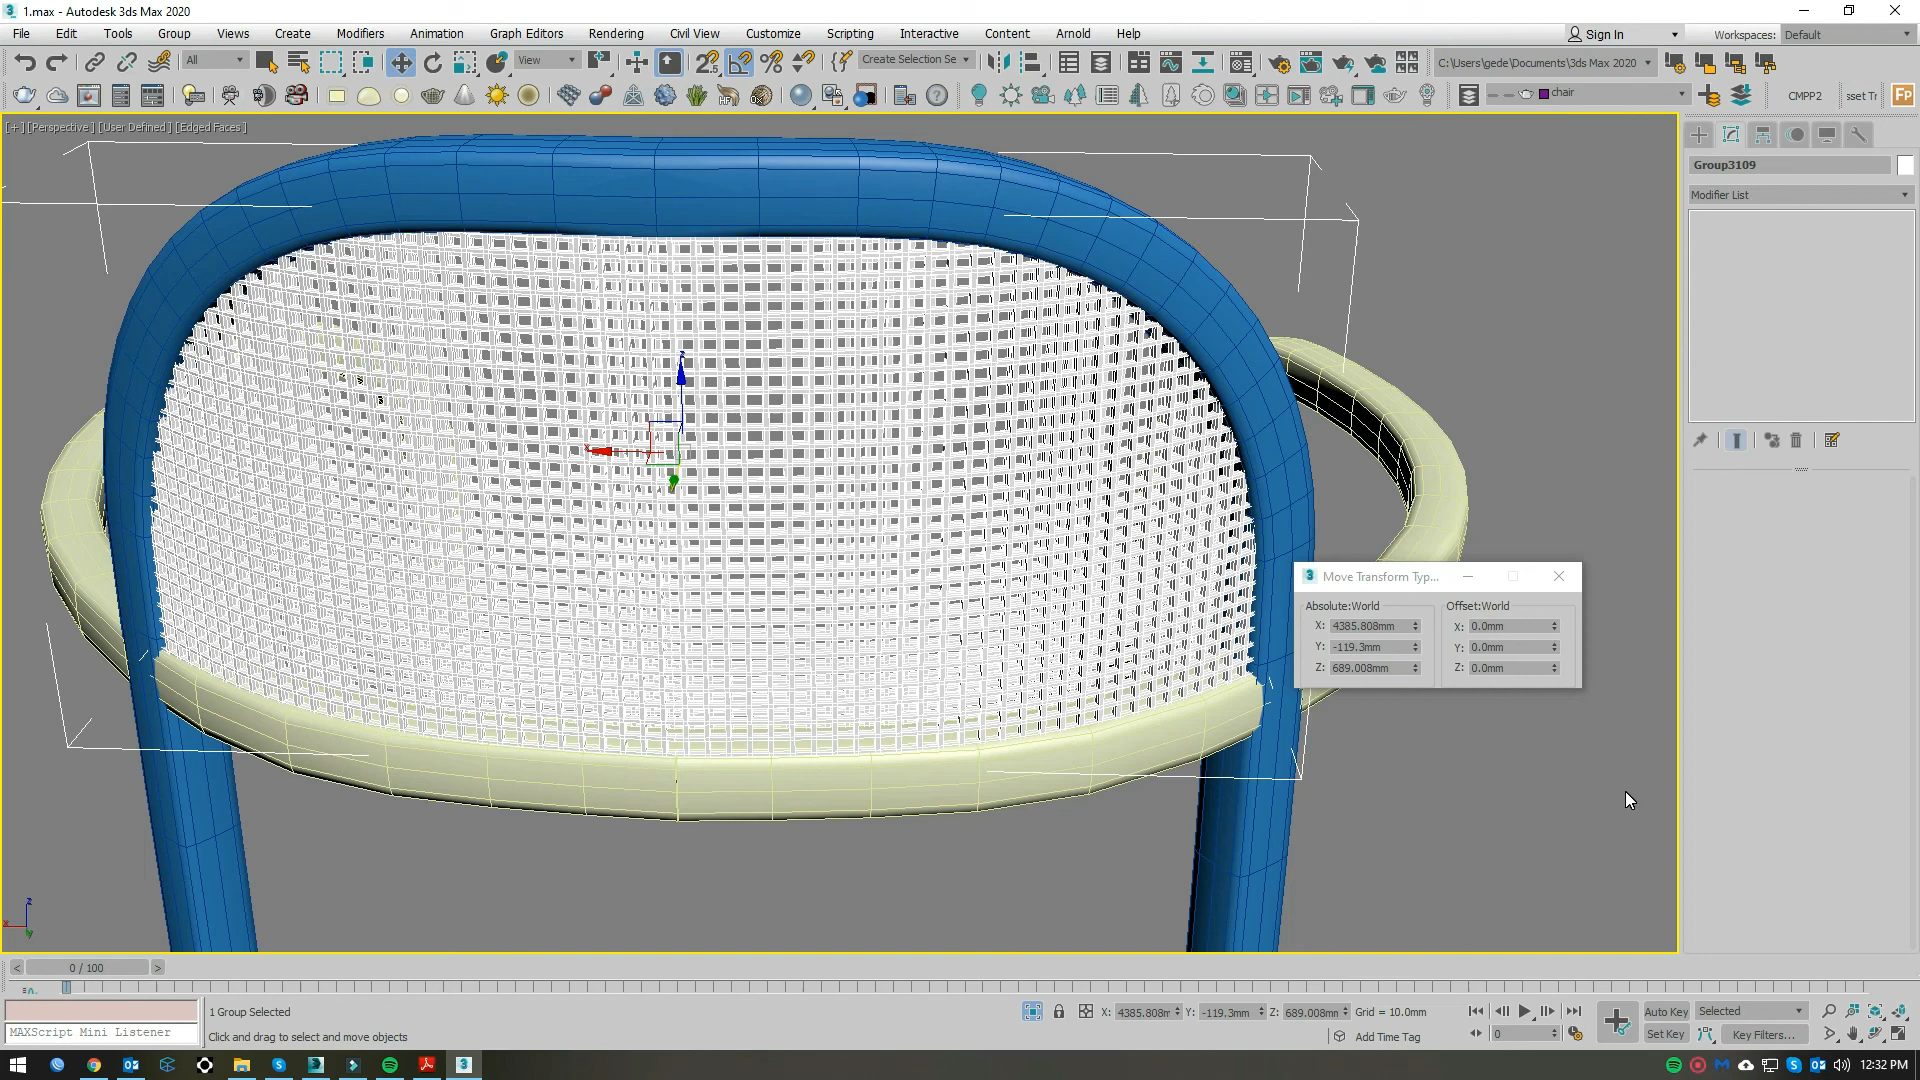 1.max - Autodesk 3ds Max 2020
File Edit Tools Group Views Create Modifiers Animation Graph Editors Rendering Civil View Customize Scripting Interactive Content Arnold Help
Sign In
Workspaces: Default
All
View
Create Selection Se
C:\Users\gede\Documents\3ds Max 2020
chair
CMPP2
sset Tr
[+] [Perspective] [User Defined] [Edged Faces]
Group3109
Modifier List
Move Transform Typ...
Absolute:World Offset:World
X: 4385.808mm X: 0.0mm
Y: -119.3mm Y: 0.0mm
Z: 689.008mm Z: 0.0mm
0 / 100
1 Group Selected
X: 4385.808m Y: -119.3mm Z: 689.008mm Grid = 10.0mm
Auto Key Selected
MAXScript Mini Listener
Click and drag to select and move objects
Add Time Tag
0
Set Key Key Filters...
12:32 PM